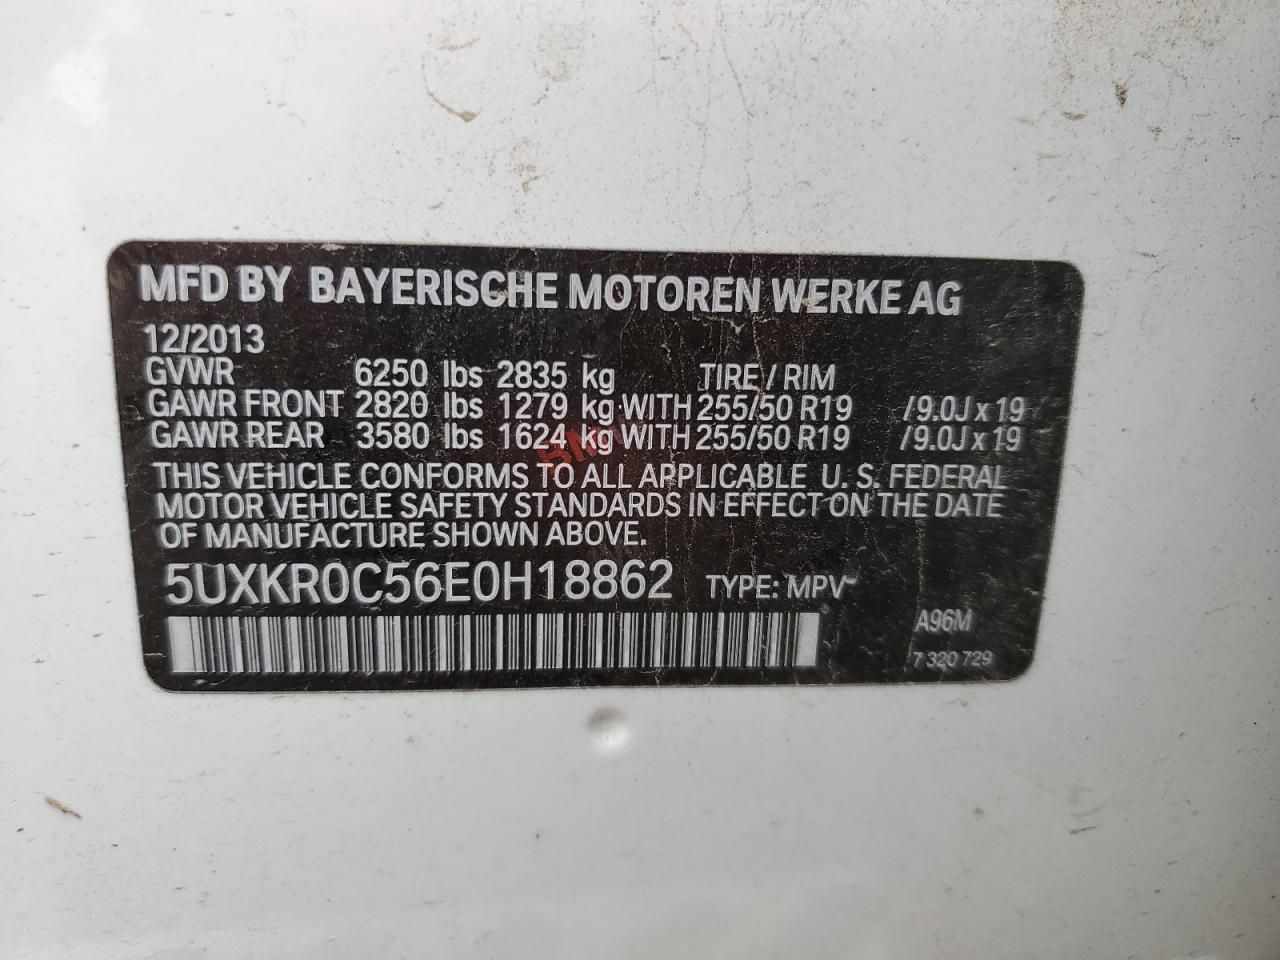 MFD BY BAYERISCHE MOTOREN WERKE AG
12/2013
GVWR 6250 lbs 2835 kg TIRE / RIM
GAWR FRONT 2820 lbs 1279 kg WITH 255/50 R19 /9.0J x 19
GAWR REAR 3580 lbs 1624 kg WITH 255/50 R19 /9.0J x 19
BMW
THIS VEHICLE CONFORMS TO ALL APPLICABLE U. S. FEDERAL
MOTOR VEHICLE SAFETY STANDARDS IN EFFECT ON THE DATE
OF MANUFACTURE SHOWN ABOVE.
5UXKR0C56E0H18862 TYPE: MPV
A96M
7 320 729